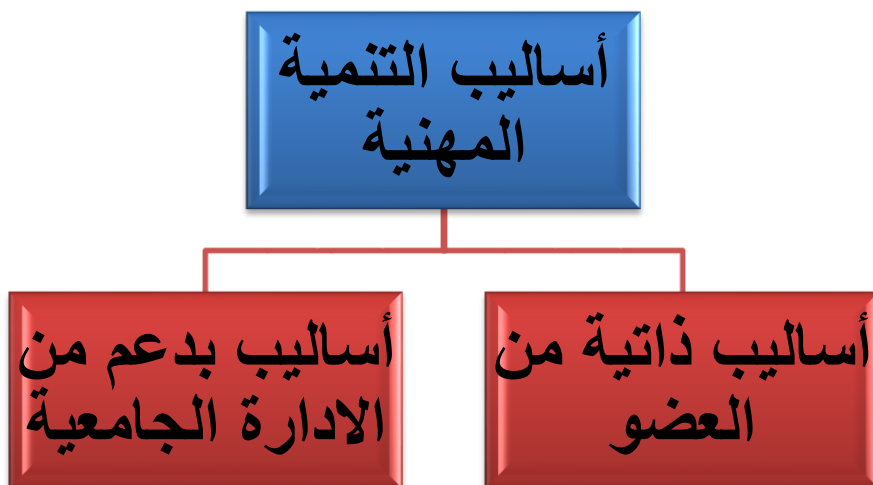 أساليب التنمية
المهنية
أساليب ذاتية من
العضو
أساليب بدعم من
الادارة الجامعية